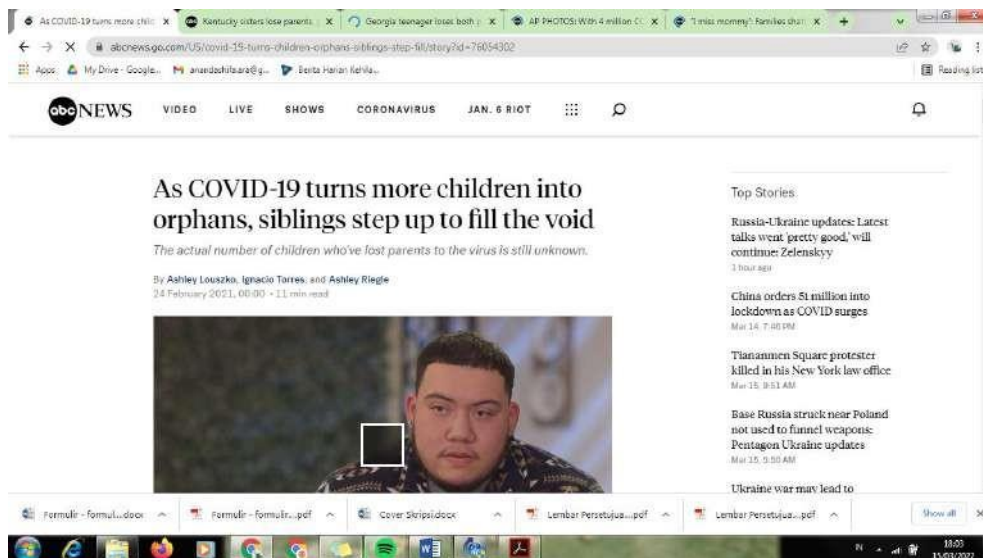 As COVID-19 turns more chilc
Kentucky sisters lose parents
Georgia teenager loses both p
AP PHOTOS: With 4 million CC
'I miss mommy': Families shat
abcnews.go.com/US/covid-19-turns-children-orphans-siblings-step-fill/story?id=76054302
Apps
My Drive - Google...
Berita Harian Kehila...
Reading list
abc NEWS
VIDEO
LIVE
SHOWS
CORONAVIRUS
JAN. 6 RIOT
As COVID-19 turns more children into
orphans, siblings step up to fill the void
The actual number of children who've lost parents to the virus is still unknown.
By Ashley Louszko, Ignacio Torres, and Ashley Riegle
24 February 2021, 00:00 • 11 min read
Top Stories
Russia-Ukraine updates: Latest
talks went 'pretty good,' will
continue: Zelenskyy
1 hour ago
China orders 51 million into
lockdown as COVID surges
Mar 14, 7:46 PM
Tiananmen Square protester
killed in his New York law office
Mar 15, 9:51 AM
Base Russia struck near Poland
not used to funnel weapons:
Pentagon Ukraine updates
Mar 15, 5:50 AM
Ukraine war may lead to
Formulir - formul....docx
Formulir - formulir....pdf
Cover Skripsi.docx
Lembar Persetujua....pdf
Lembar Persetujua....pdf
Show all
IN
18:03
15/03/2022